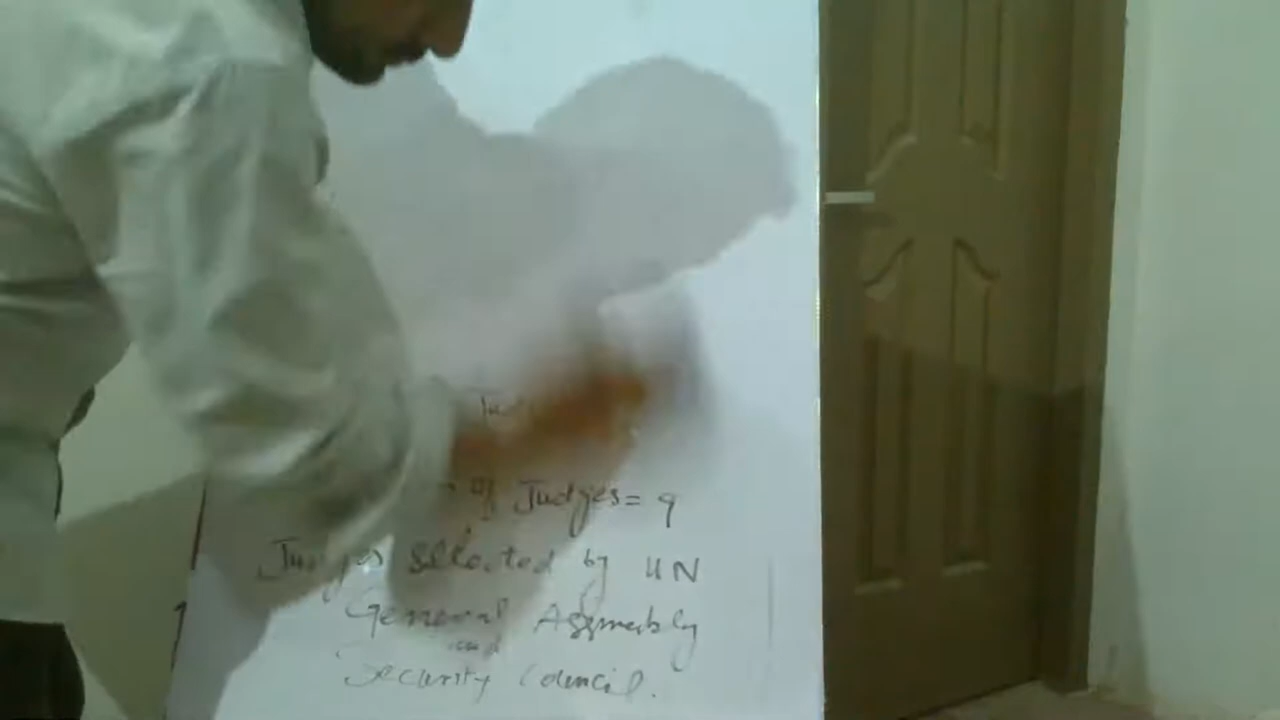 of Judges = 9
Judges selected by UN
General Assembly
and
Security Council.